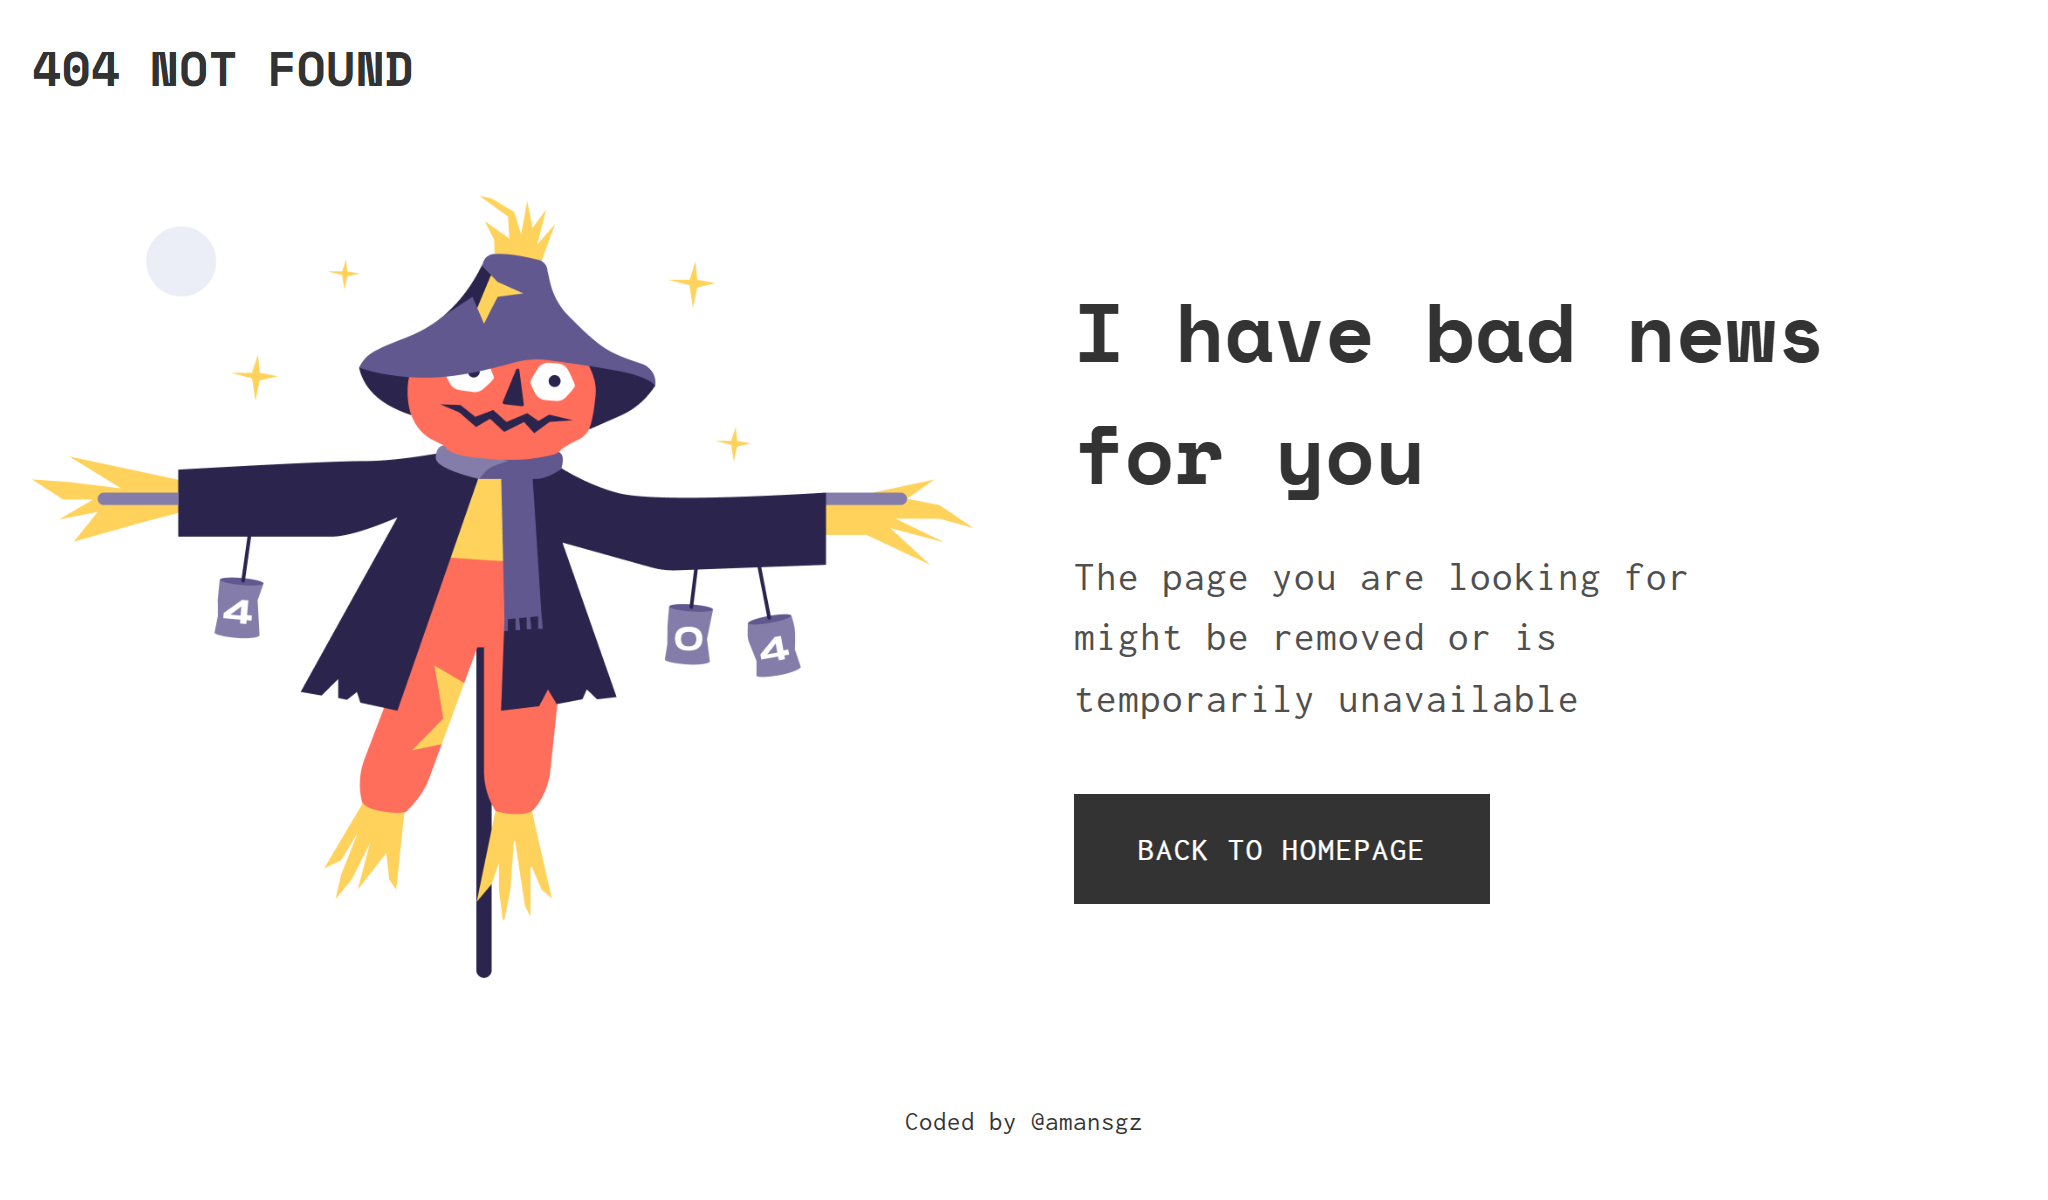 404 NOT FOUND
4
0
4
I have bad news
for you
The page you are looking for
might be removed or is
temporarily unavailable
BACK TO HOMEPAGE
Coded by @amansgz